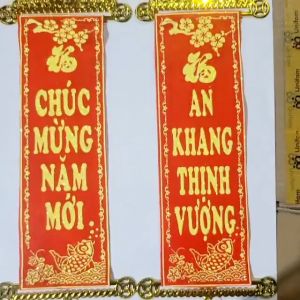 福
CHÚC
MỪNG
NĂM
MỚI
福
AN
KHANG
THỊNH
VƯỢNG